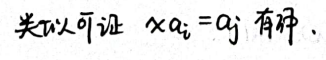 类似可证 xa_i = a_j 有解.